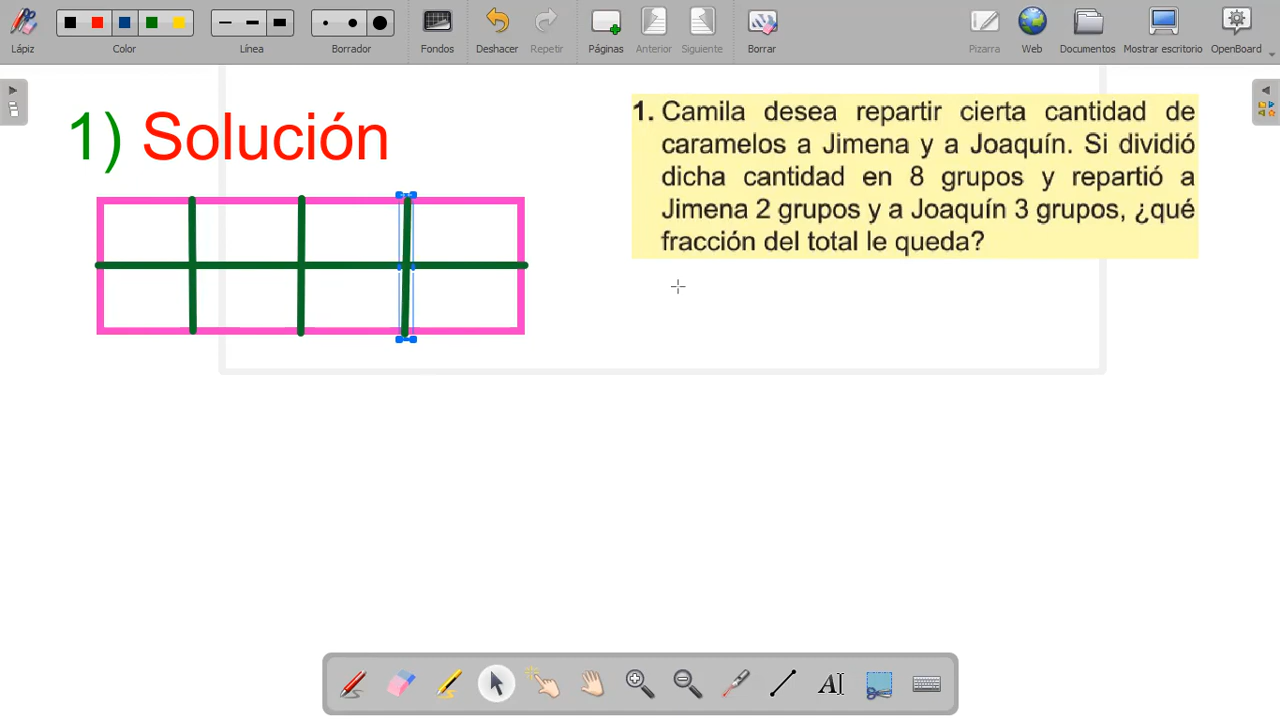 Lápiz Color Línea Borrador Fondos Deshacer Repetir Páginas Anterior Siguiente Borrar Pizarra Web Documentos Mostrar escritorio OpenBoard
1) Solución
1. Camila desea repartir cierta cantidad de
caramelos a Jimena y a Joaquín. Si dividió
dicha cantidad en 8 grupos y repartió a
Jimena 2 grupos y a Joaquín 3 grupos, ¿qué
fracción del total le queda?
AI